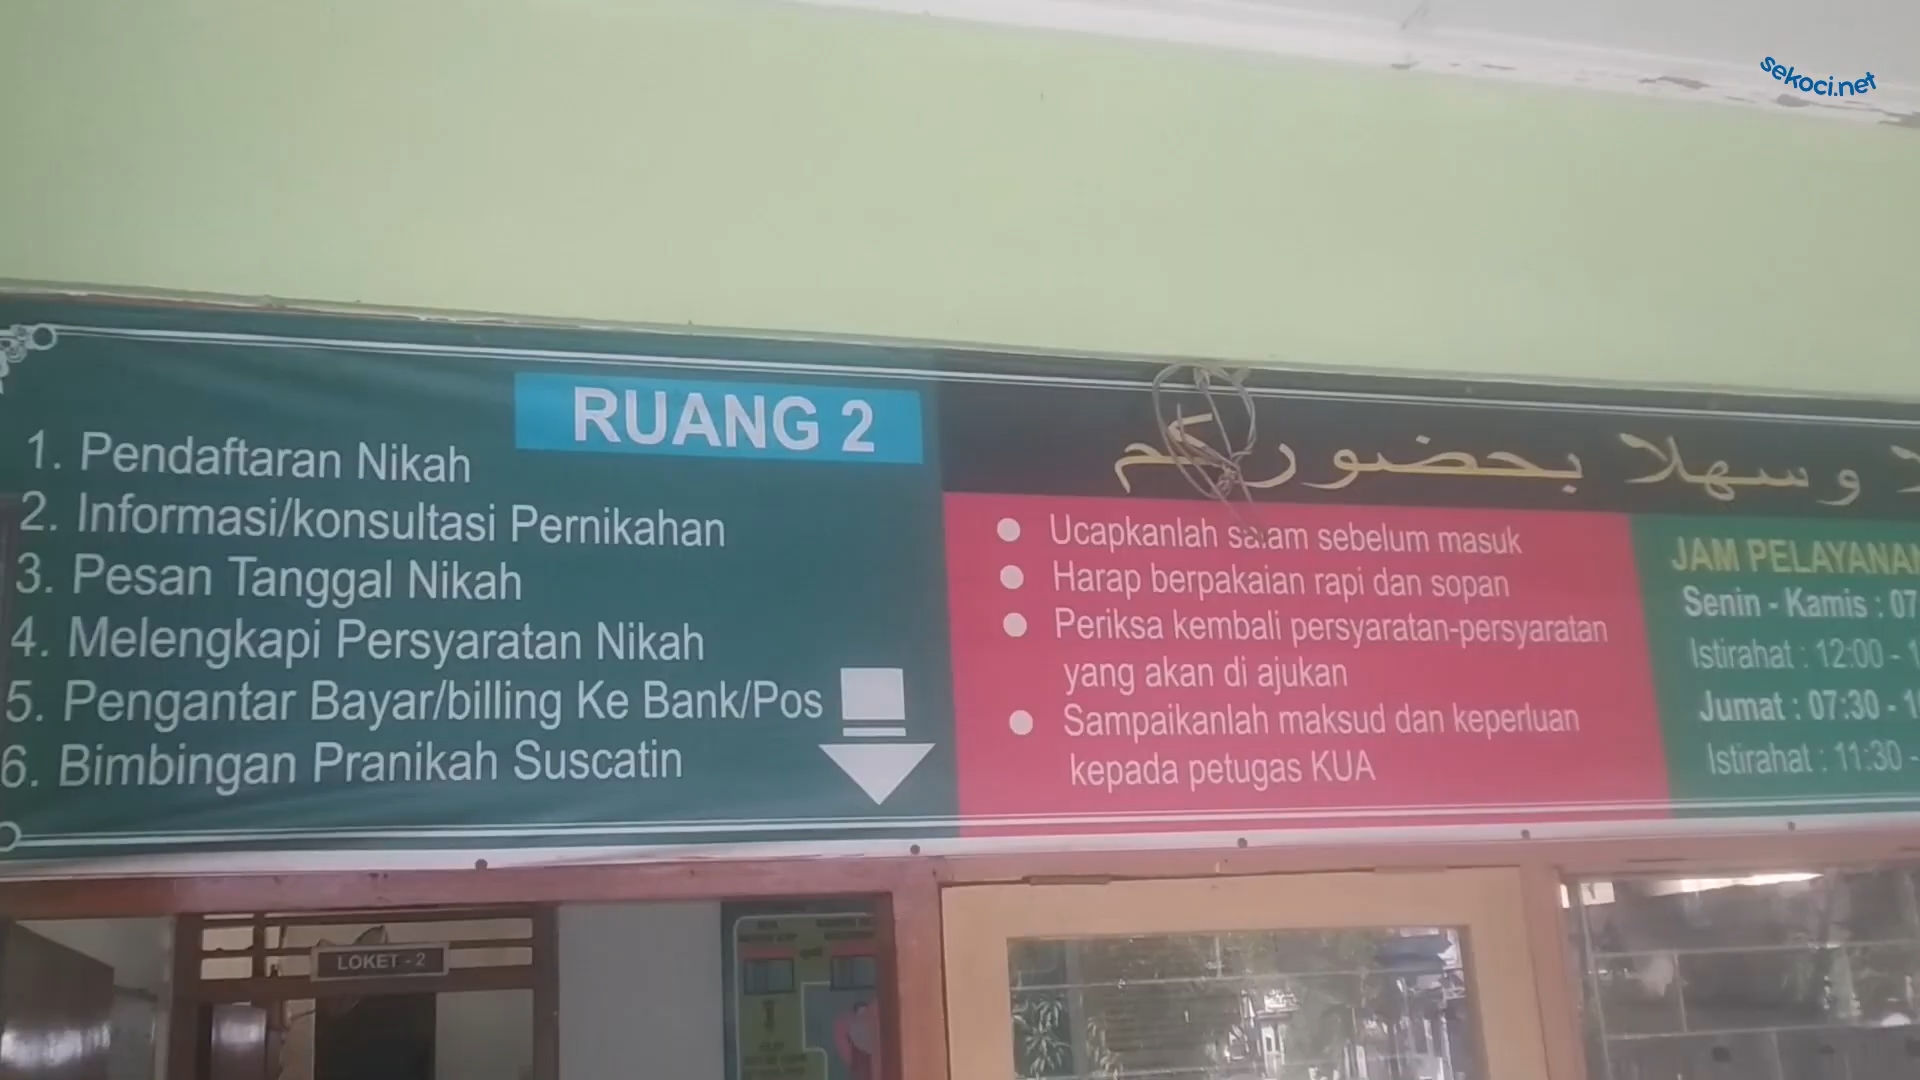 sekoci.net
RUANG 2
1. Pendaftaran Nikah
2. Informasi/konsultasi Pernikahan
3. Pesan Tanggal Nikah
4. Melengkapi Persyaratan Nikah
5. Pengantar Bayar/billing Ke Bank/Pos
6. Bimbingan Pranikah Suscatin
وسهلا بحضوركم
● Ucapkanlah salam sebelum masuk
● Harap berpakaian rapi dan sopan
● Periksa kembali persyaratan-persyaratan
yang akan di ajukan
● Sampaikanlah maksud dan keperluan
kepada petugas KUA
JAM PELAYANAN
Senin - Kamis : 07
Istirahat : 12:00 -
Jumat : 07:30 -
Istirahat : 11:30 -
LOKET - 2